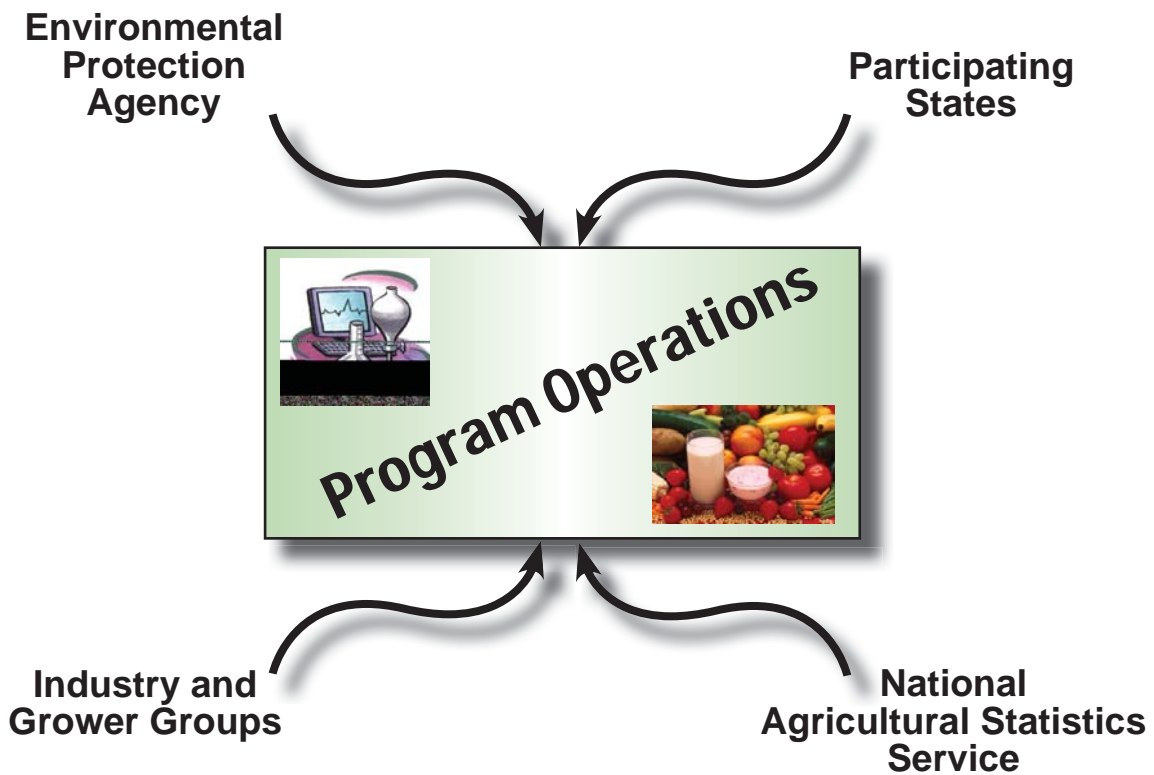 Environmental
Protection
Agency
Participating
States
Program Operations
Industry and
Grower Groups
National
Agricultural Statistics
Service